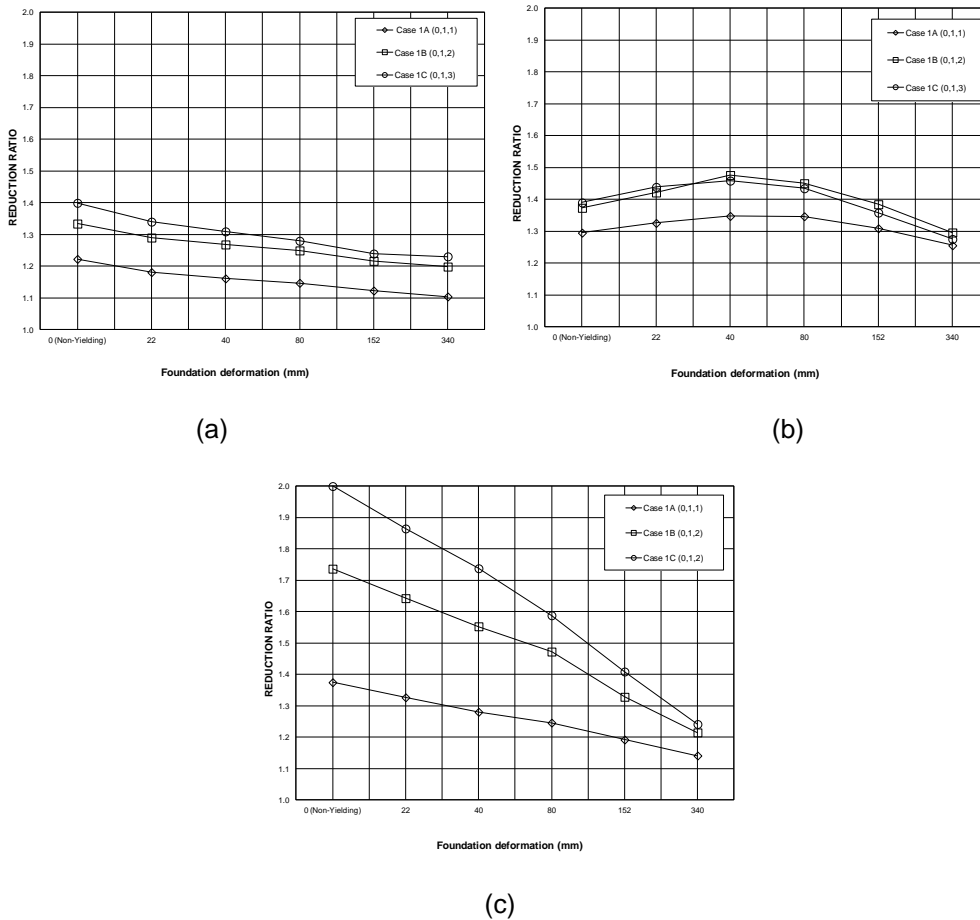 2.0
1.9
1.8
1.7
1.6
1.5
1.4
1.3
1.2
1.1
1.0
REDUCTION RATIO
Case 1A (0,1,1)
Case 1B (0,1,2)
Case 1C (0,1,3)
0 (Non-Yielding) 22 40 80 152 340
Foundation deformation (mm)
(a)
2.0
1.9
1.8
1.7
1.6
1.5
1.4
1.3
1.2
1.1
1.0
REDUCTION RATIO
Case 1A (0,1,1)
Case 1B (0,1,2)
Case 1C (0,1,3)
0 (Non-Yielding) 22 40 80 152 340
Foundation deformation (mm)
(b)
2.0
1.9
1.8
1.7
1.6
1.5
1.4
1.3
1.2
1.1
1.0
REDUCTION RATIO
Case 1A (0,1,1)
Case 1B (0,1,2)
Case 1C (0,1,2)
0 (Non-Yielding) 22 40 80 152 340
Foundation deformation (mm)
(c)